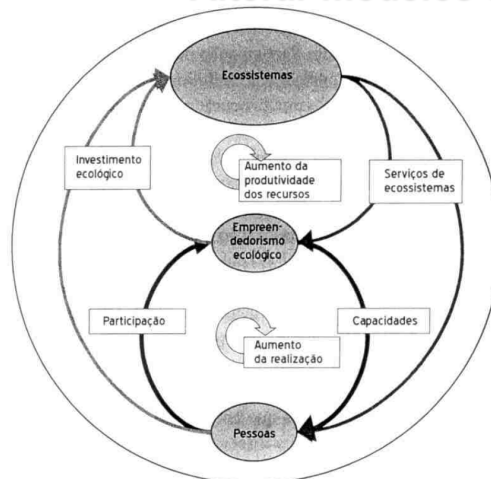 Ecossistemas
Investimento
ecológico
Aumento da
produtividade
dos recursos
Serviços de
ecossistemas
Empreen-
dedorismo
ecológico
Participação
Capacidades
Aumento
da realização
Pessoas